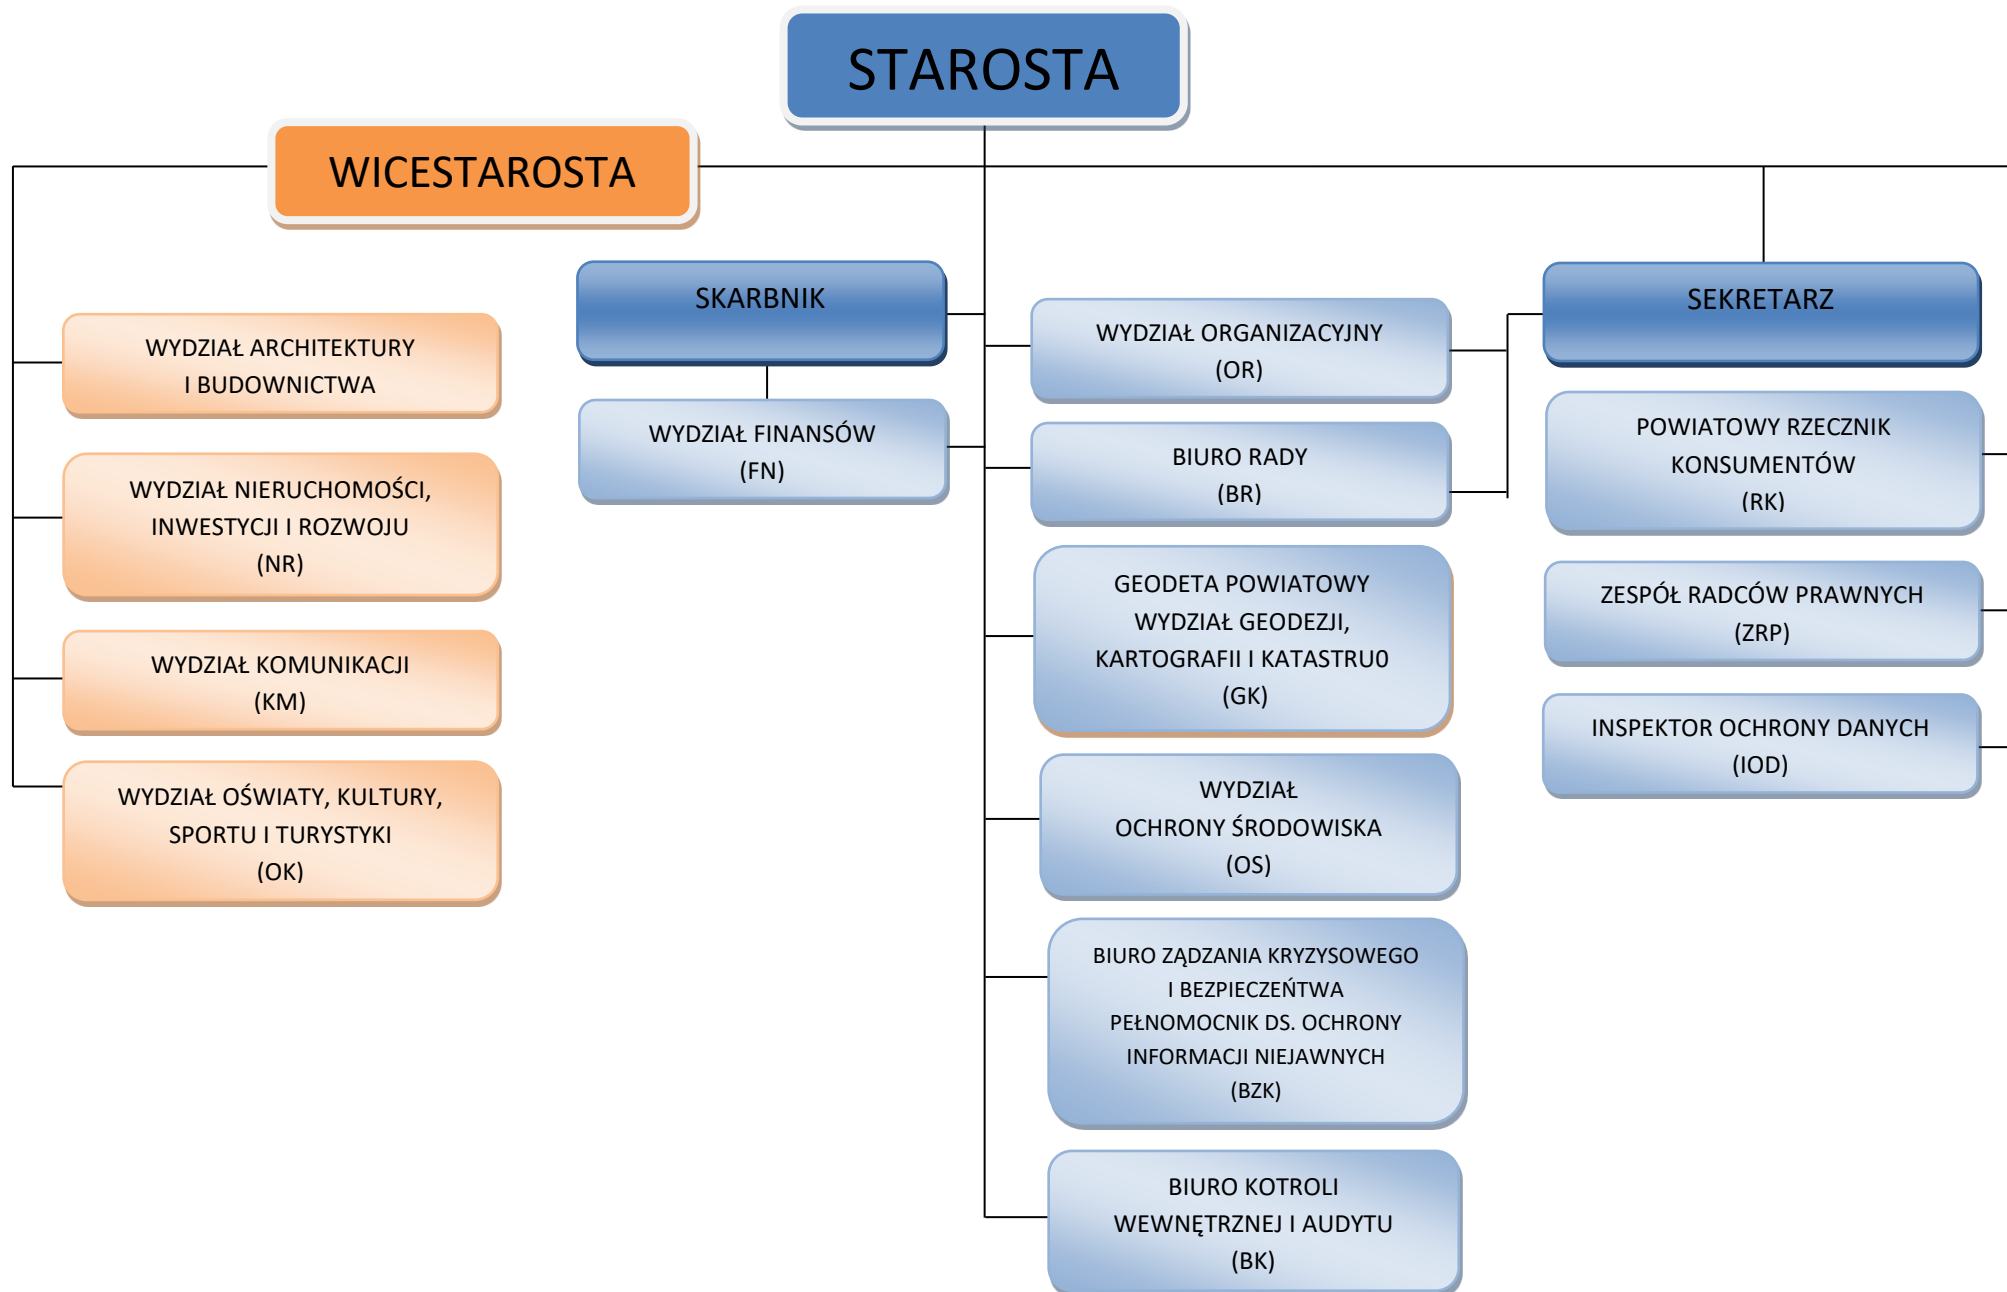 STAROSTA
WICESTAROSTA
SKARBNIK
SEKRETARZ
WYDZIAŁ ARCHITEKTURY
I BUDOWNICTWA
WYDZIAŁ NIERUCHOMOŚCI,
INWESTYCJI I ROZWOJU
(NR)
WYDZIAŁ KOMUNIKACJI
(KM)
WYDZIAŁ OŚWIATY, KULTURY,
SPORTU I TURYSTYKI
(OK)
WYDZIAŁ FINANSÓW
(FN)
WYDZIAŁ ORGANIZACYJNY
(OR)
BIURO RADY
(BR)
GEODETA POWIATOWY
WYDZIAŁ GEODEZJI,
KARTOGRAFII I KATASTRU0
(GK)
WYDZIAŁ
OCHRONY ŚRODOWISKA
(OS)
BIURO ZĄDZANIA KRYZYSOWEGO
I BEZPIECZEŃTWA
PEŁNOMOCNIK DS. OCHRONY
INFORMACJI NIEJAWNYCH
(BZK)
BIURO KOTROLI
WEWNĘTRZNEJ I AUDYTU
(BK)
POWIATOWY RZECZNIK
KONSUMENTÓW
(RK)
ZESPÓŁ RADCÓW PRAWNYCH
(ZRP)
INSPEKTOR OCHRONY DANYCH
(IOD)